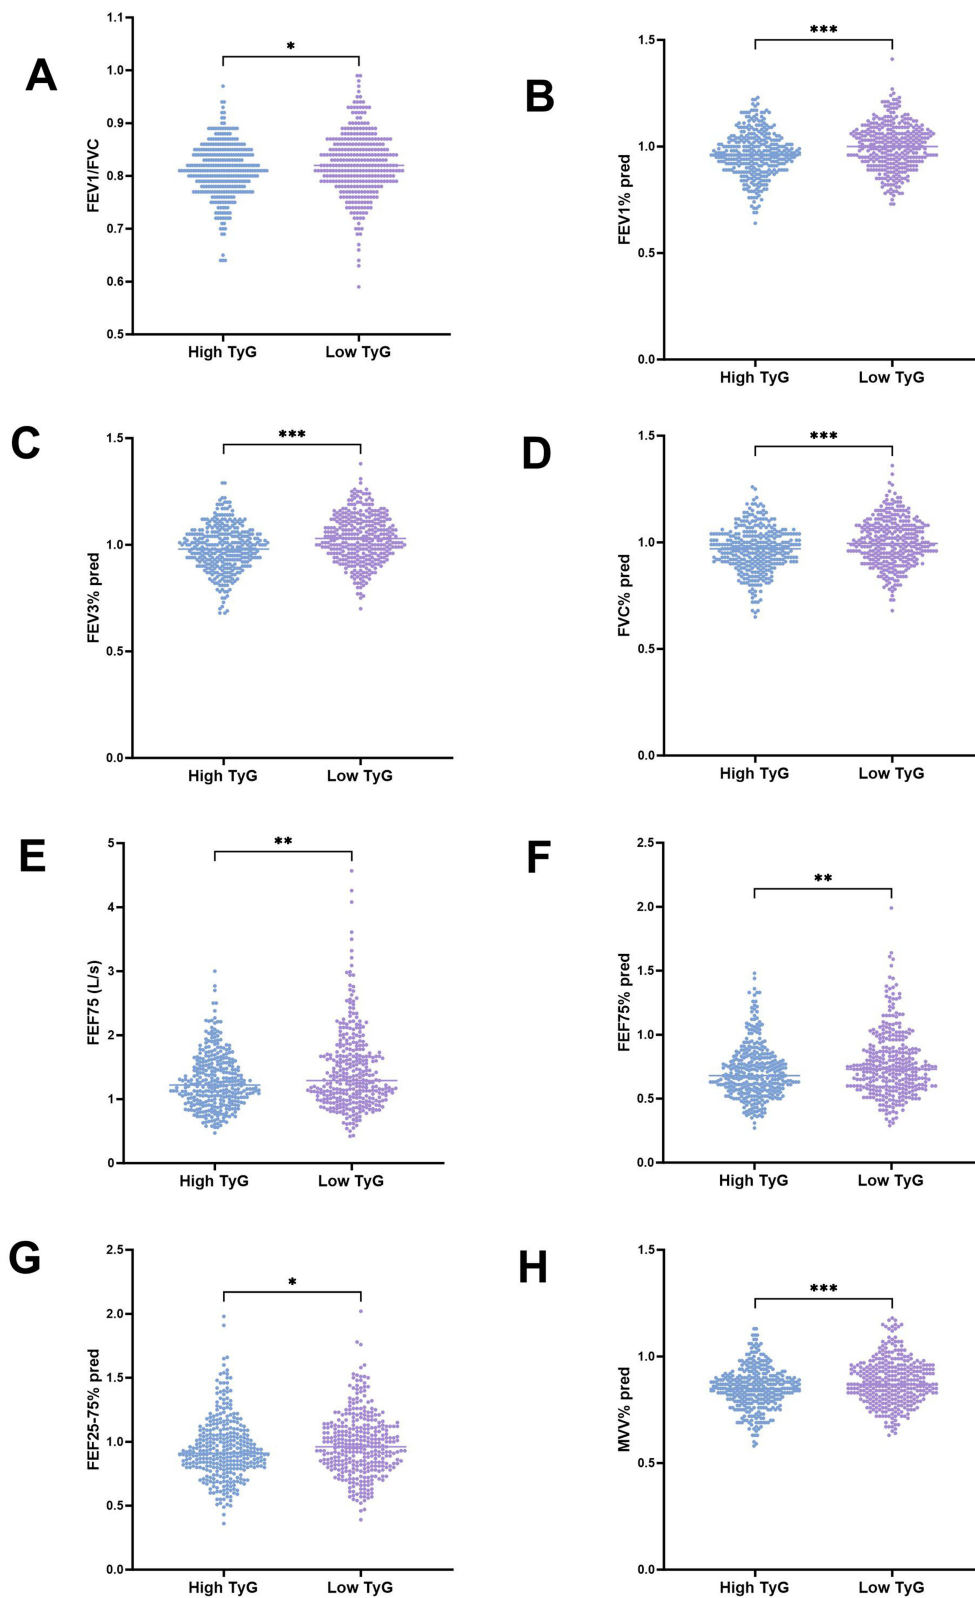 A
FEV1/FVC
1.1
1.0
0.9
0.8
0.7
0.6
0.5
*
High TyG
Low TyG
B
FEV1% pred
1.5
1.0
0.5
0.0
***
High TyG
Low TyG
C
FEV3% pred
1.5
1.0
0.5
0.0
***
High TyG
Low TyG
D
FVC% pred
1.5
1.0
0.5
0.0
***
High TyG
Low TyG
E
FEF75 (L/s)
5
4
3
2
1
0
**
High TyG
Low TyG
F
FEF75% pred
2.5
2.0
1.5
1.0
0.5
0.0
**
High TyG
Low TyG
G
FEF25-75% pred
2.5
2.0
1.5
1.0
0.5
0.0
*
High TyG
Low TyG
H
MVV% pred
1.5
1.0
0.5
0.0
***
High TyG
Low TyG